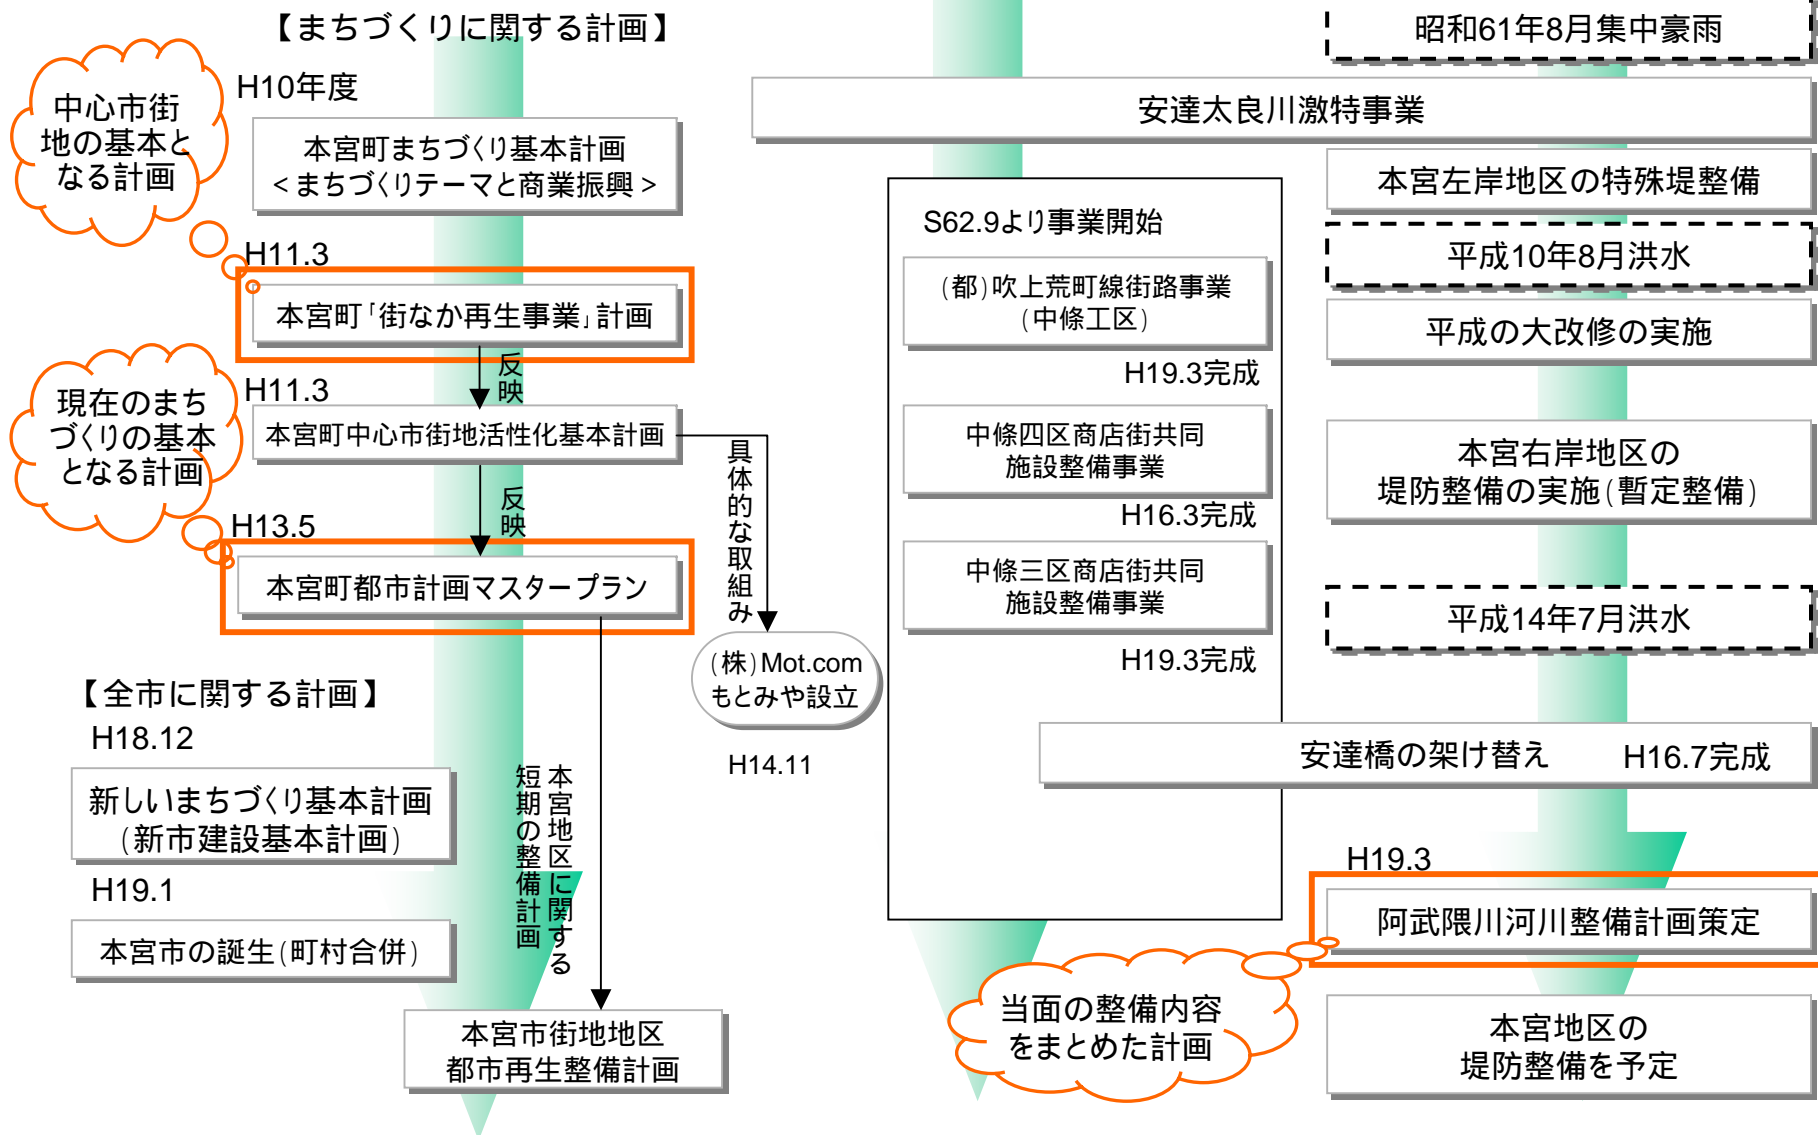 【まちづくりに関する計画】
H10年度
中心市街
地の基本と
なる計画
本宮町まちづくり基本計画
<まちづくりテーマと商業振興>
H11.3
本宮町「街なか再生事業」計画
反映
現在のまち
づくりの基本
となる計画
H11.3
本宮町中心市街地活性化基本計画
反映
具体的な取組み
H13.5
本宮町都市計画マスタープラン
(株)Mot.com
もとみや設立
H14.11
【全市に関する計画】
H18.12
新しいまちづくり基本計画
(新市建設基本計画)
H19.1
本宮市の誕生(町村合併)
本宮地区に関する
短期の整備計画
本宮市街地地区
都市再生整備計画
昭和61年8月集中豪雨
安達太良川激特事業
S62.9より事業開始
(都)吹上荒町線街路事業
(中條工区)
H19.3完成
中條四区商店街共同
施設整備事業
H16.3完成
中條三区商店街共同
施設整備事業
H19.3完成
本宮左岸地区の特殊堤整備
平成10年8月洪水
平成の大改修の実施
本宮右岸地区の
堤防整備の実施(暫定整備)
平成14年7月洪水
安達橋の架け替え H16.7完成
H19.3
阿武隈川河川整備計画策定
当面の整備内容
をまとめた計画
本宮地区の
堤防整備を予定